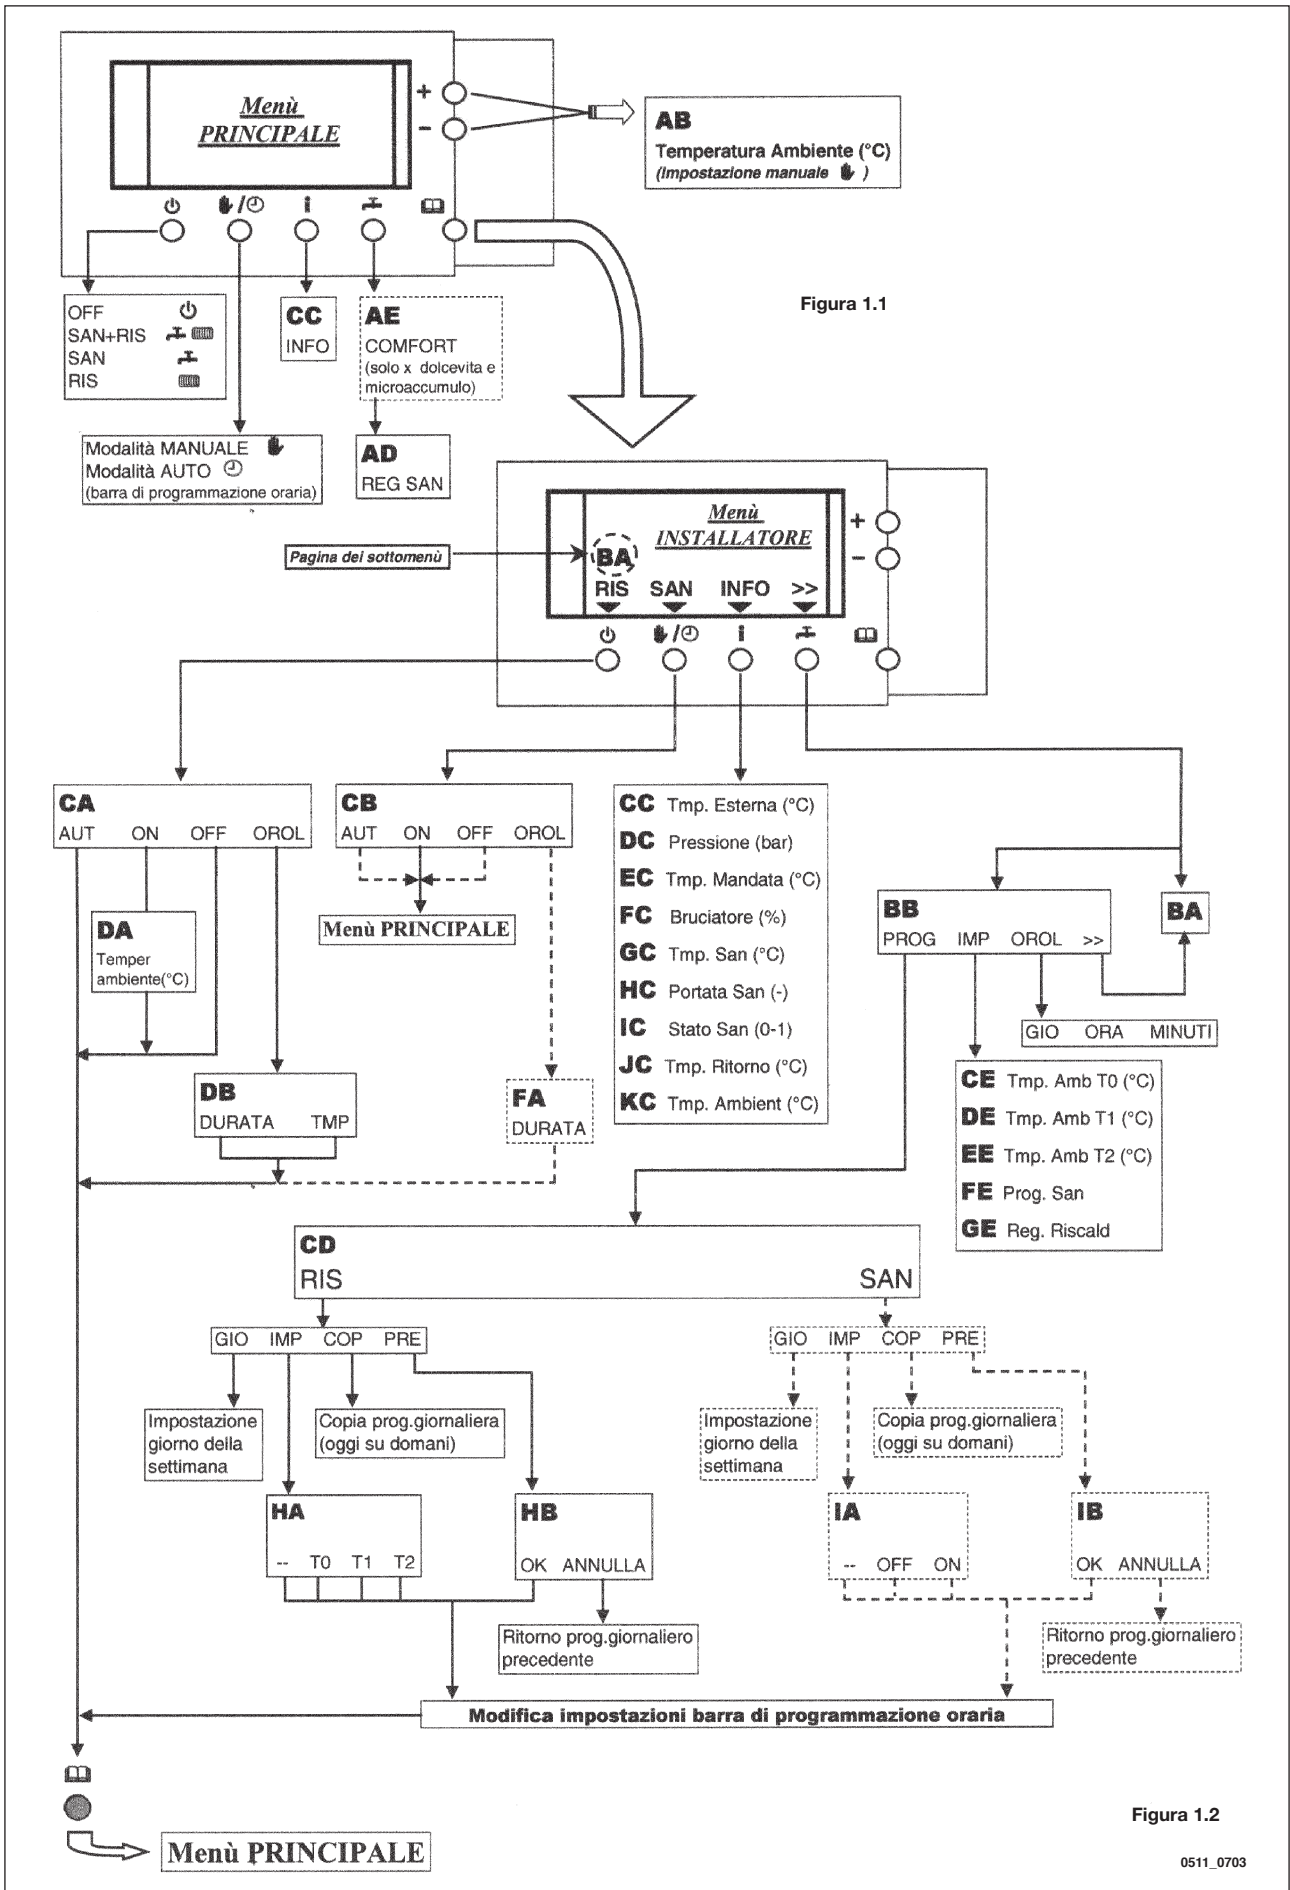 Menù
PRINCIPALE
+
-
AB
Temperatura Ambiente (°C)
(Impostazione manuale )
/
i
Figura 1.1
OFF
SAN+RIS
SAN
RIS
CC
INFO
AE
COMFORT
(solo x dolcevita e
microaccumulo)
Modalità MANUALE
Modalità AUTO
(barra di programmazione oraria)
AD
REG SAN
Pagina dei sottomenù
Menù
INSTALLATORE
BA
RIS SAN INFO >>
+
-
/
i
CA
AUT ON OFF OROL
CB
AUT ON OFF OROL
DA
Temper
ambiente(°C)
Menù PRINCIPALE
CC Tmp. Esterna (°C)
DC Pressione (bar)
EC Tmp. Mandata (°C)
FC Bruciatore (%)
GC Tmp. San (°C)
HC Portata San (-)
IC Stato San (0-1)
JC Tmp. Ritorno (°C)
KC Tmp. Ambient (°C)
BB
PROG IMP OROL >>
BA
GIO ORA MINUTI
DB
DURATA TMP
FA
DURATA
CE Tmp. Amb T0 (°C)
DE Tmp. Amb T1 (°C)
EE Tmp. Amb T2 (°C)
FE Prog. San
GE Reg. Riscald
CD
RIS SAN
GIO IMP COP PRE
GIO IMP COP PRE
Impostazione
giorno della
settimana
Copia prog.giornaliera
(oggi su domani)
Impostazione
giorno della
settimana
Copia prog.giornaliera
(oggi su domani)
HA
-- T0 T1 T2
HB
OK ANNULLA
IA
-- OFF ON
IB
OK ANNULLA
Ritorno prog.giornaliero
precedente
Ritorno prog.giornaliero
precedente
Modifica impostazioni barra di programmazione oraria
Menù PRINCIPALE
Figura 1.2
0511_0703